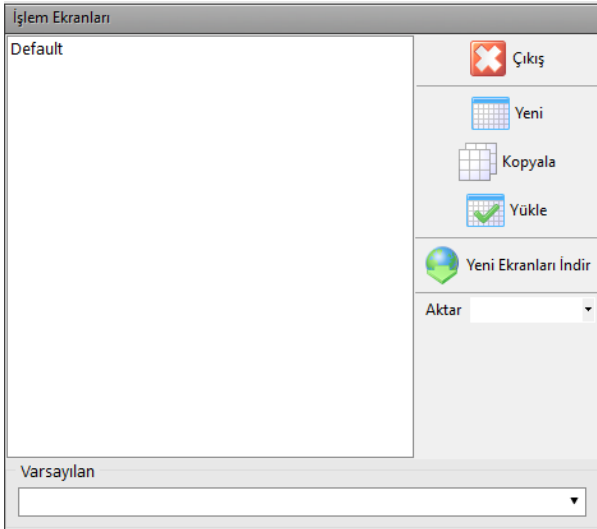 İşlem Ekranları
Default
Çıkış
Yeni
Kopyala
Yükle
Yeni Ekranları İndir
Aktar
Varsayılan